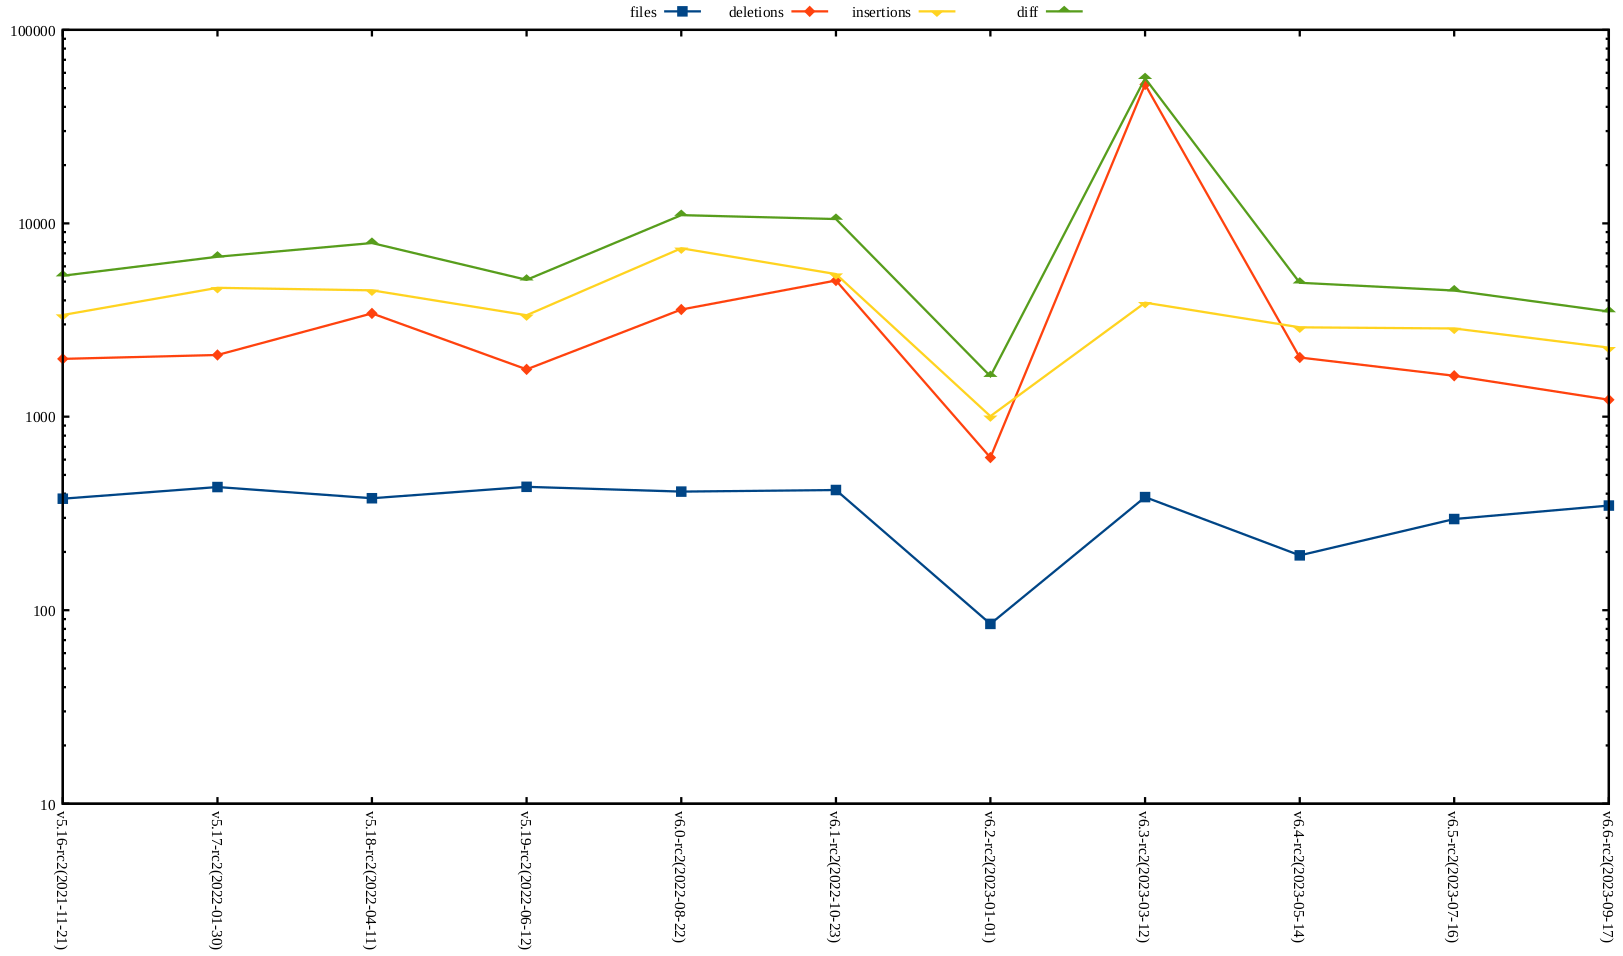 files deletions insertions diff
100000
10000
1000
100
10
v5.16-rc2(2021-11-21)
v5.17-rc2(2022-01-30)
v5.18-rc2(2022-04-11)
v5.19-rc2(2022-06-12)
v6.0-rc2(2022-08-22)
v6.1-rc2(2022-10-23)
v6.2-rc2(2023-01-01)
v6.3-rc2(2023-03-12)
v6.4-rc2(2023-05-14)
v6.5-rc2(2023-07-16)
v6.6-rc2(2023-09-17)